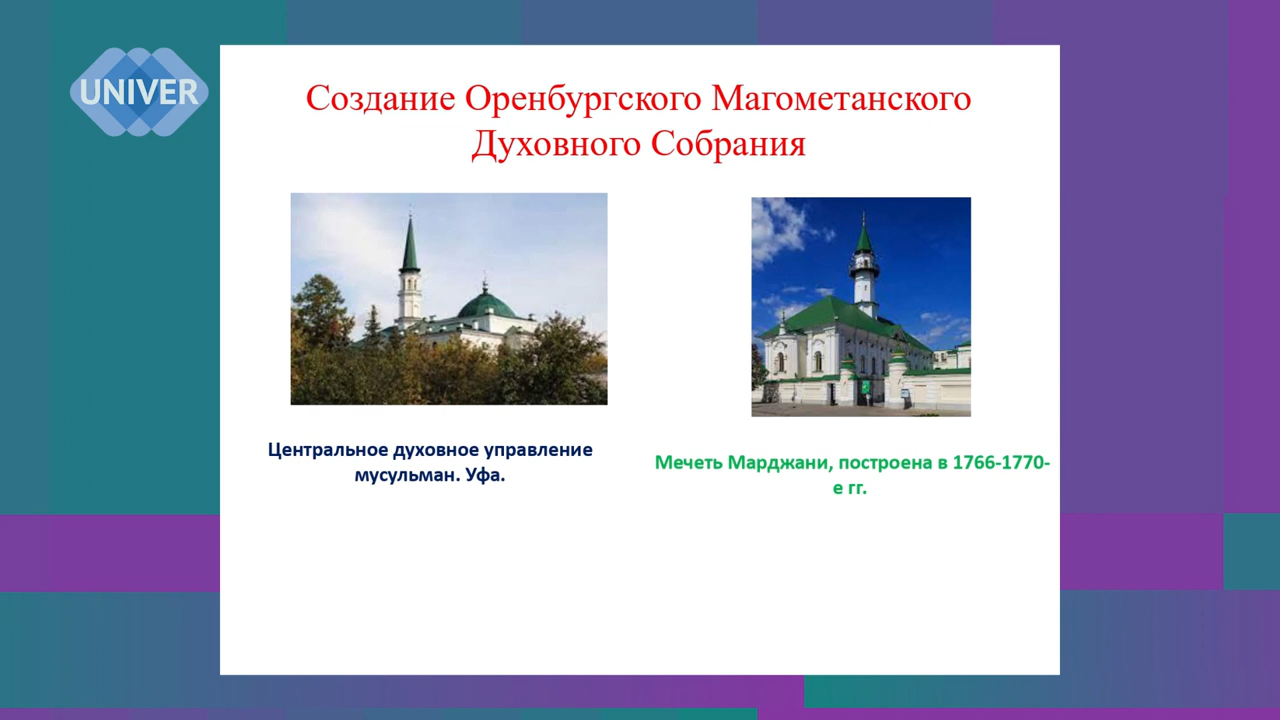 UNIVER
Создание Оренбургского Магометанского
Духовного Собрания
Центральное духовное управление
мусульман. Уфа.
Мечеть Марджани, построена в 1766-1770-
е гг.